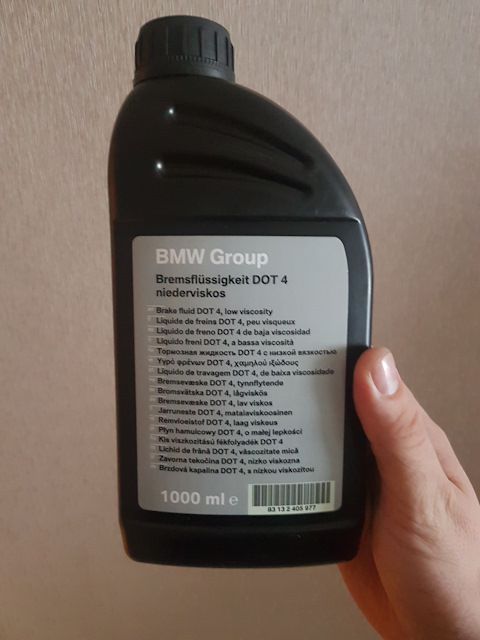 BMW Group
Bremsflüssigkeit DOT 4
niederviskos
Brake fluid DOT 4, low viscosity
Liquide de freins DOT 4, peu visqueux
Liquido de freno DOT 4 de baja viscosidad
Liquido freni DOT 4, a bassa viscosità
Тормозная жидкость DOT 4 с низкой вязкостью
Υγρό φρένων DOT 4, χαμηλού ιξώδους
Líquido de travagem DOT 4, de baixa viscosidade
Bremsevæske DOT 4, tynnflytende
Bromsvätska DOT 4, lågviskös
Bremsevæske DOT 4, lav viskos
Jarruneste DOT 4, matalaviskoosinen
Remvloeistof DOT 4, laag viskeus
Płyn hamulcowy DOT 4, o małej lepkości
Kis viszkozitású fékfolyadék DOT 4
Lichid de frână DOT 4, vâscozitate mică
Zavorna tekočina DOT 4, nizko viskozna
Brzdová kapalina DOT 4, s nízkou viskozitou
1000 ml e
83 13 2 405 977